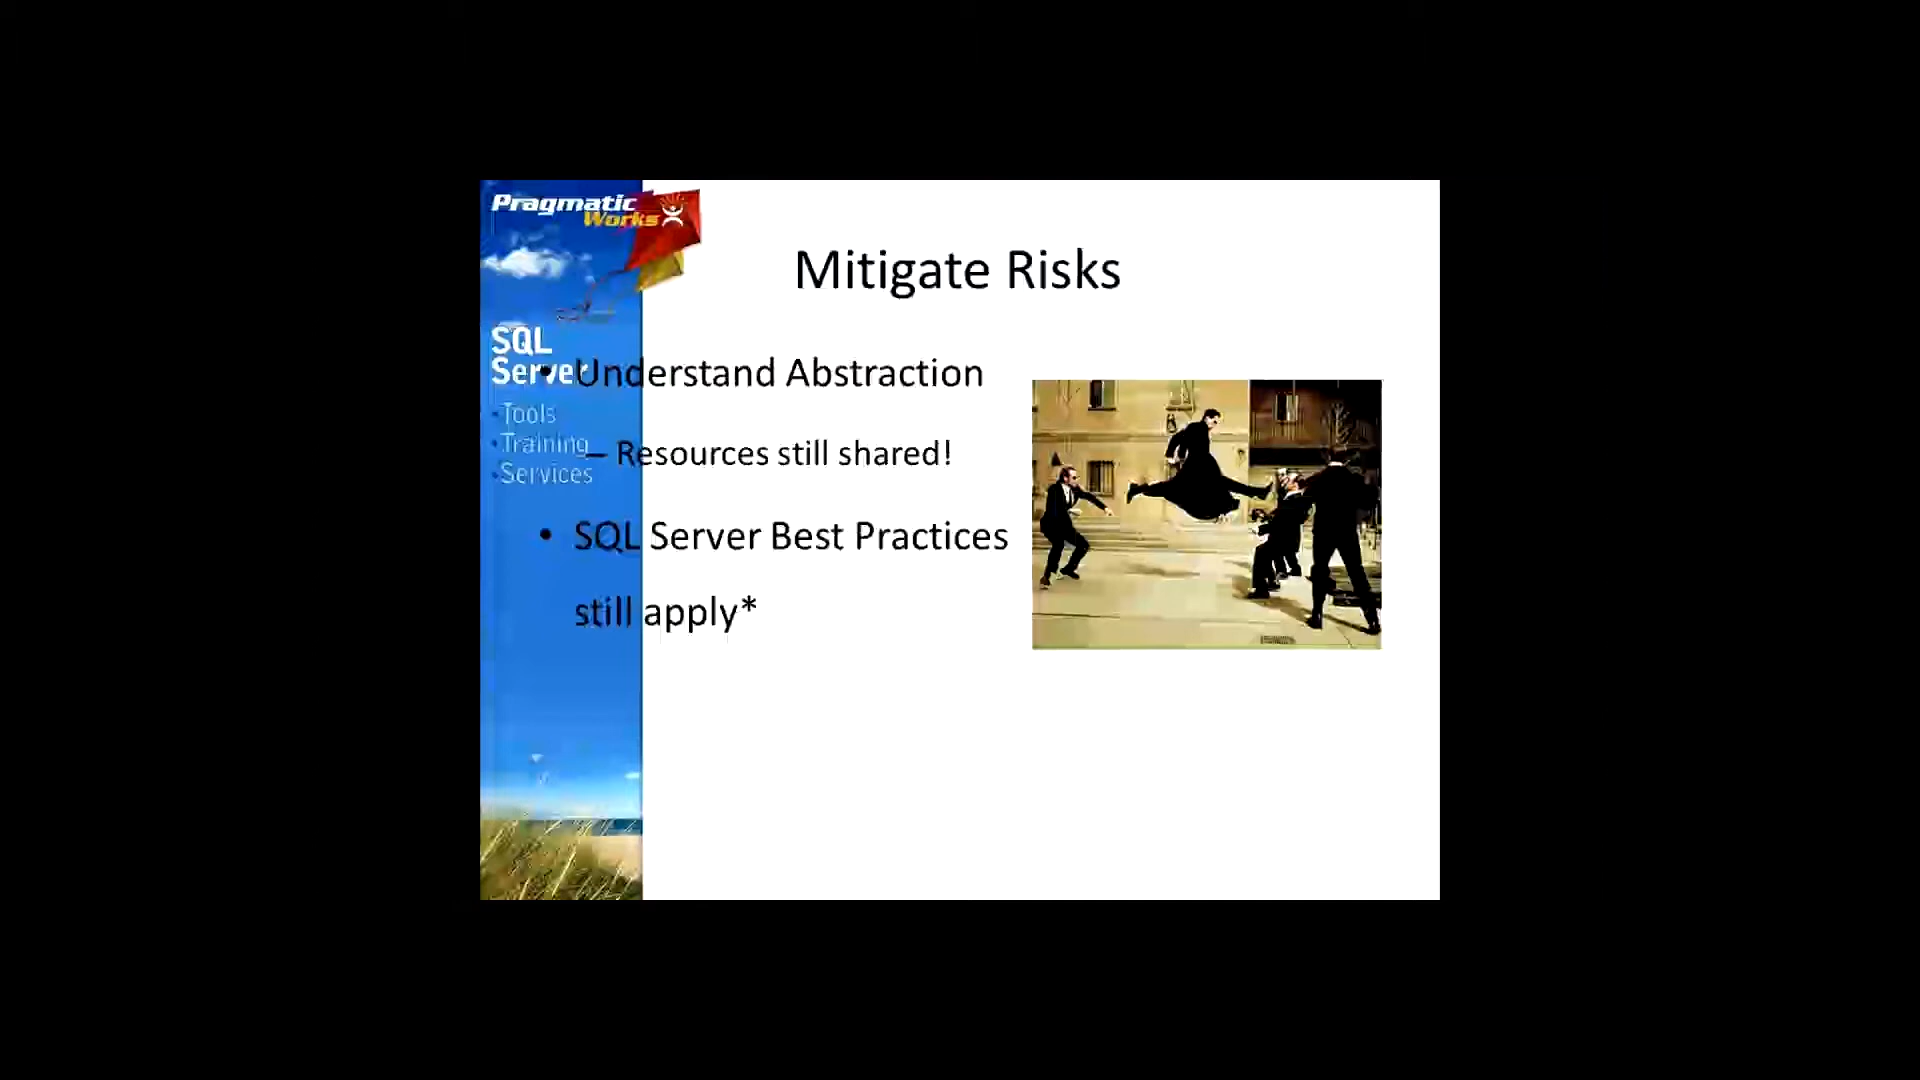 Pragmatic
Works
Mitigate Risks
SQL
Server
• Tools
• Training
• Services
• Understand Abstraction
– Resources still shared!
• SQL Server Best Practices
still apply*